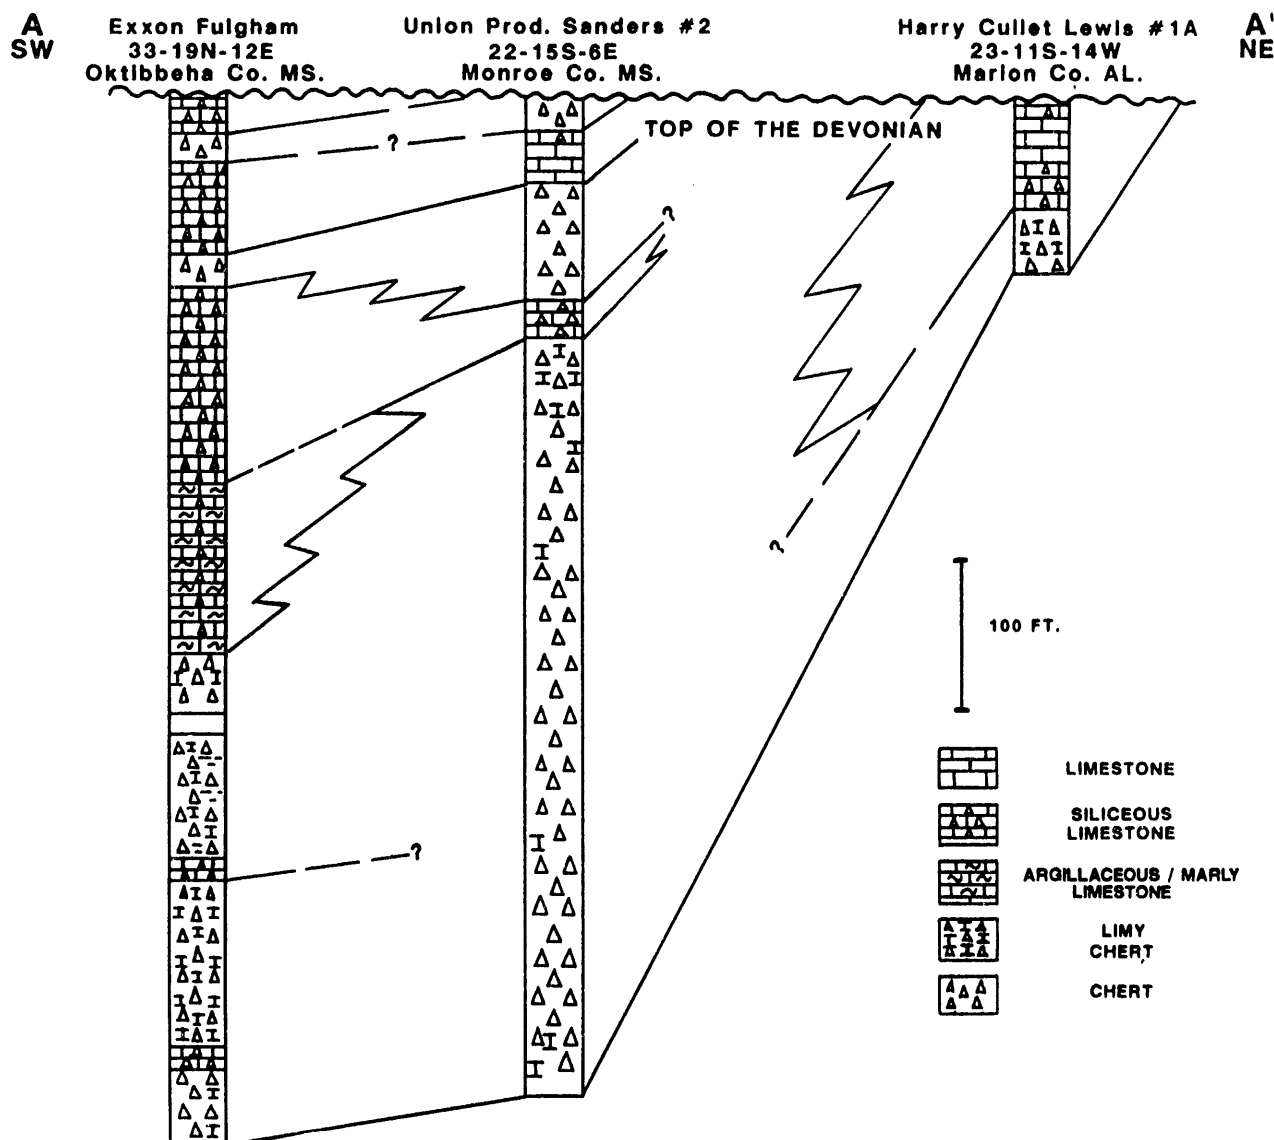 A
SW
Exxon Fulgham
33-19N-12E
Oktibbeha Co. MS.
Union Prod. Sanders #2
22-15S-6E
Monroe Co. MS.
Harry Cullet Lewis #1A
23-11S-14W
Marion Co. AL.
A'
NE
TOP OF THE DEVONIAN
?
?
?
?
100 FT.
LIMESTONE
SILICEOUS
LIMESTONE
ARGILLACEOUS / MARLY
LIMESTONE
LIMY
CHERT
CHERT